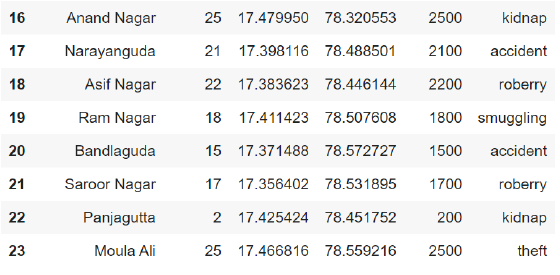 16 Anand Nagar 25 17.479950 78.320553 2500 kidnap
17 Narayanguda 21 17.398116 78.488501 2100 accident
18 Asif Nagar 22 17.383623 78.446144 2200 roberry
19 Ram Nagar 18 17.411423 78.507608 1800 smuggling
20 Bandlaguda 15 17.371488 78.572727 1500 accident
21 Saroor Nagar 17 17.356402 78.531895 1700 roberry
22 Panjagutta 2 17.425424 78.451752 200 kidnap
23 Moula Ali 25 17.466816 78.559216 2500 theft